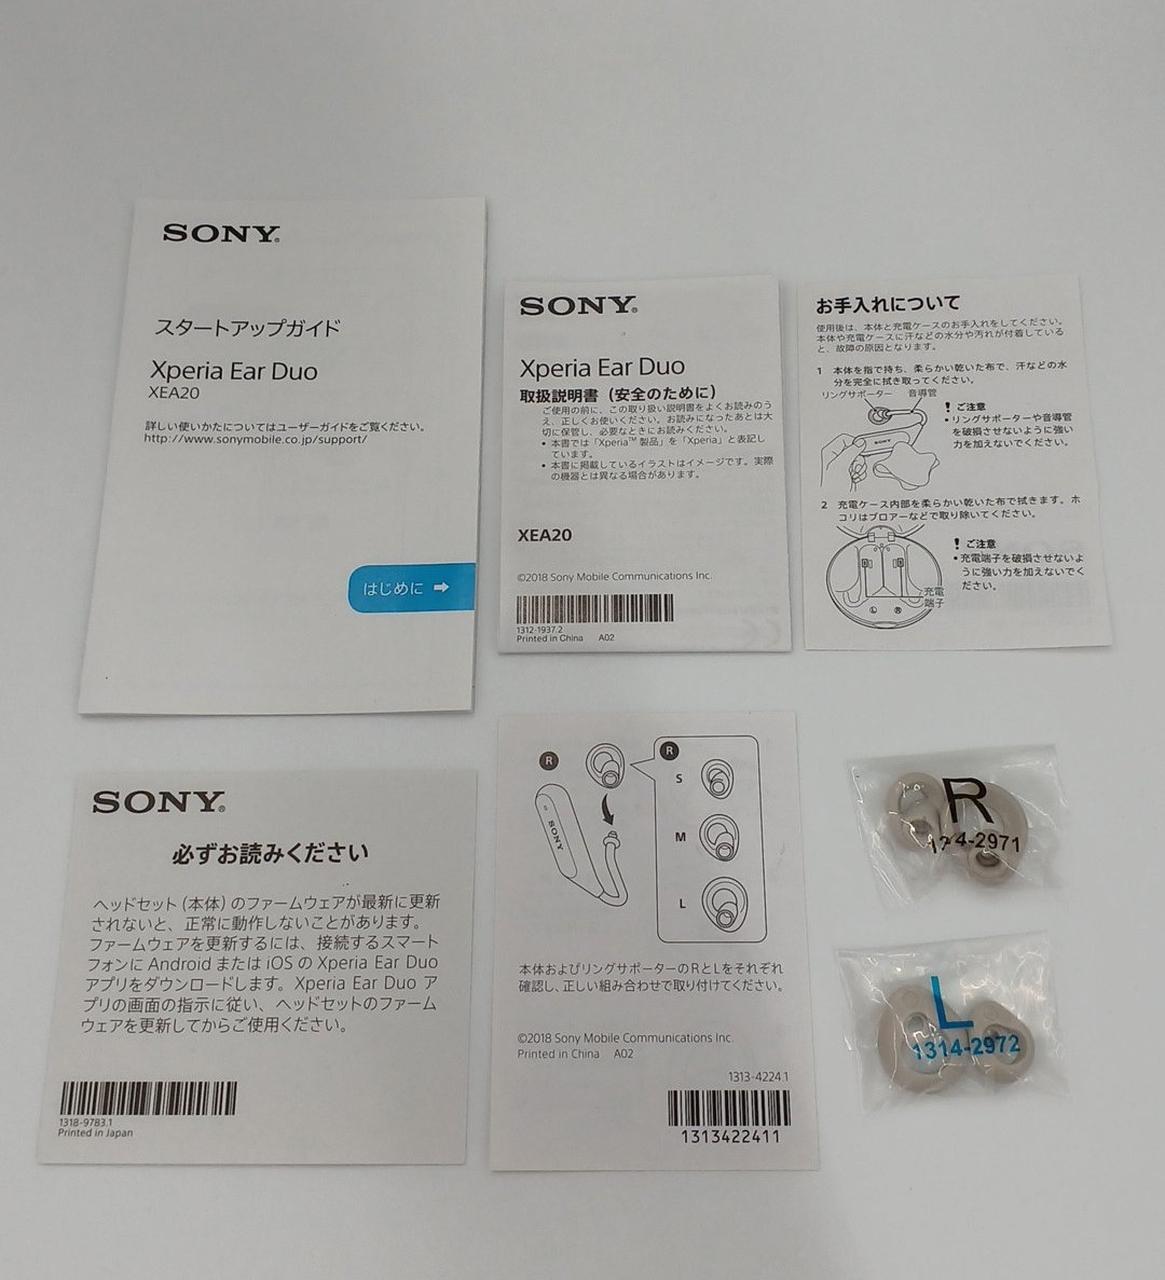 SONY
スタートアップガイド
Xperia Ear Duo
XEA20
詳しい使いかたについてはユーザーガイドをご覧ください。
http://www.sonymobile.co.jp/support/
はじめに
SONY
Xperia Ear Duo
取扱説明書（安全のために）
ご使用の前に、この取り扱い説明書をよくお読みのう
え、正しくお使いください。お読みになったあとは大
切に保管し、必要なときにお読みください。
• 本書では「Xperia™ 製品」を「Xperia」と表記し
ています。
• 本書に掲載しているイラストはイメージです。実際
の機器とは異なる場合があります。
XEA20
©2018 Sony Mobile Communications Inc.
1312-1937.2
Printed in China A02
お手入れについて
使用後は、本体と充電ケースのお手入れをしてください。
本体や充電ケースに汗などの水分や汚れが付着している
と、故障の原因となります。
1 本体を指で持ち、柔らかい乾いた布で、汗などの水
分を完全に拭き取ってください。
リングサポーター 音導管
! ご注意
• リングサポーターや音導管
を破損させないように強い
力を加えないでください。
SONY
2 充電ケース内部を柔らかい乾いた布で拭きます。ホ
コリはブロアーなどで取り除いてください。
! ご注意
• 充電端子を破損させないよ
うに強い力を加えないでく
ださい。
充電
端子
L R
SONY
必ずお読みください
ヘッドセット（本体）のファームウェアが最新に更新
されないと、正常に動作しないことがあります。
ファームウェアを更新するには、接続するスマート
フォンに Android または iOS の Xperia Ear Duo
アプリをダウンロードします。Xperia Ear Duo ア
プリの画面の指示に従い、ヘッドセットのファーム
ウェアを更新してからご使用ください。
1318-9783.1
Printed in Japan
R
R
S
M
L
SONY
本体およびリングサポーターのRとLをそれぞれ
確認し、正しい組み合わせで取り付けてください。
©2018 Sony Mobile Communications Inc.
Printed in China A02
1313-4224.1
1313422411
R
4-2971
L
1314-2972